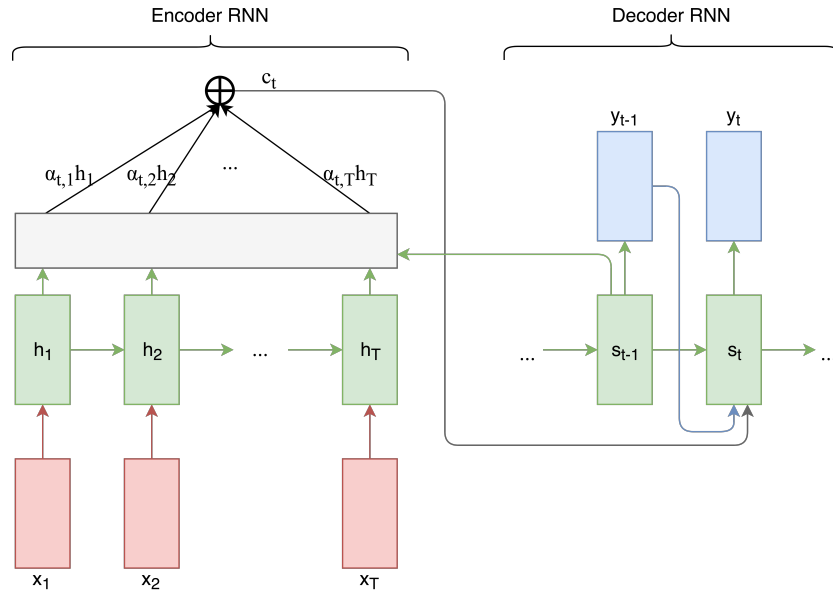 Encoder RNN
Decoder RNN
c_t
y_t-1
y_t
α_t,1h_1
α_t,2h_2
...
α_t,Th_T
h_1
h_2
...
h_T
...
s_t-1
s_t
..
x_1
x_2
x_T